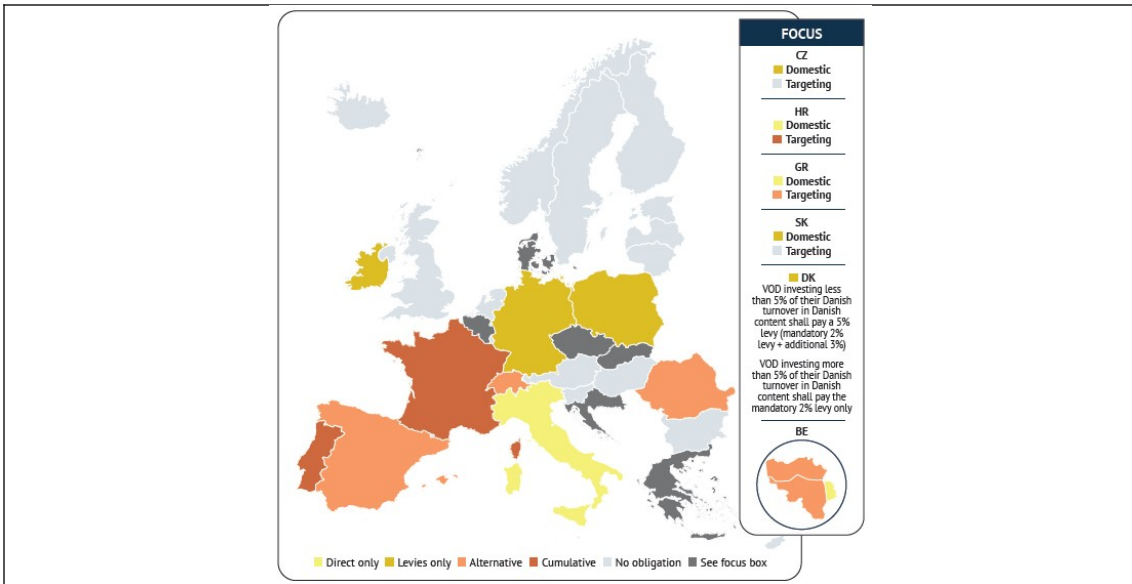 FOCUS
CZ
Domestic
Targeting
HR
Domestic
Targeting
GR
Domestic
Targeting
SK
Domestic
Targeting
DK
VOD investing less
than 5% of their Danish
turnover in Danish
content shall pay a 5%
levy (mandatory 2%
levy + additional 3%)
VOD investing more
than 5% of their Danish
turnover in Danish
content shall pay the
mandatory 2% levy only
BE
Direct only Levies only Alternative Cumulative No obligation See focus box